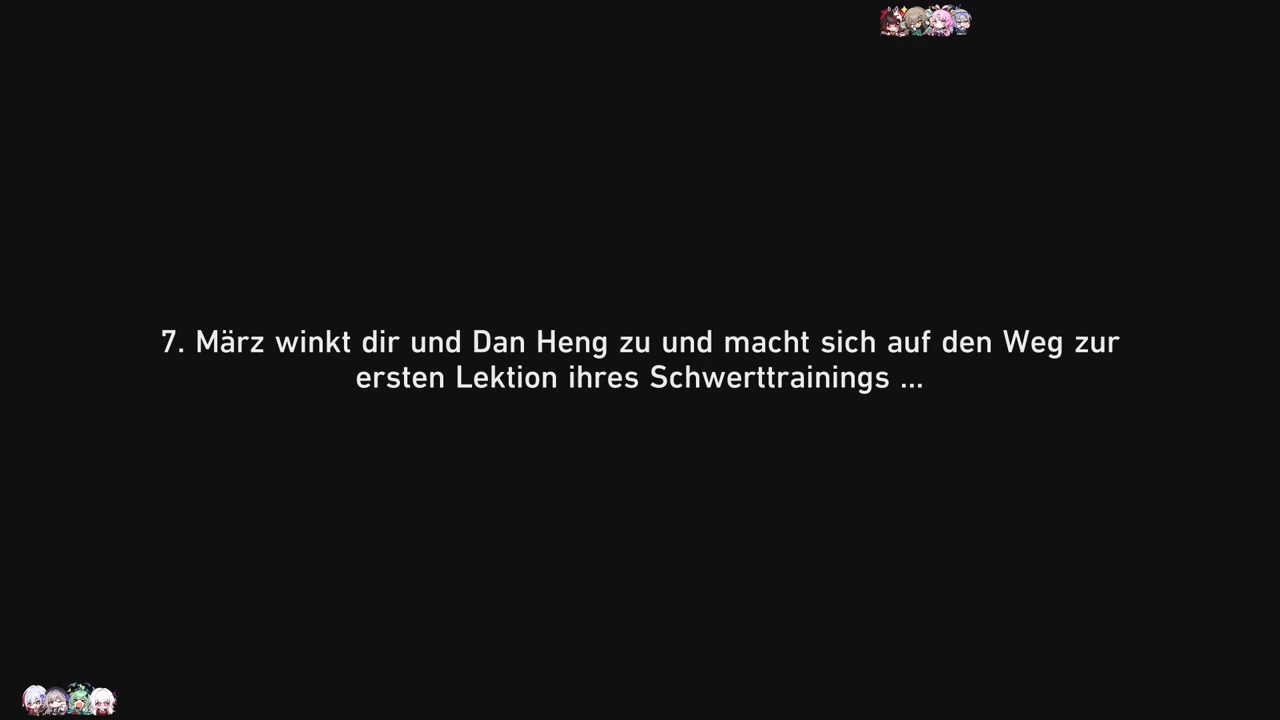 7. März winkt dir und Dan Heng zu und macht sich auf den Weg zur
ersten Lektion ihres Schwerttrainings ...